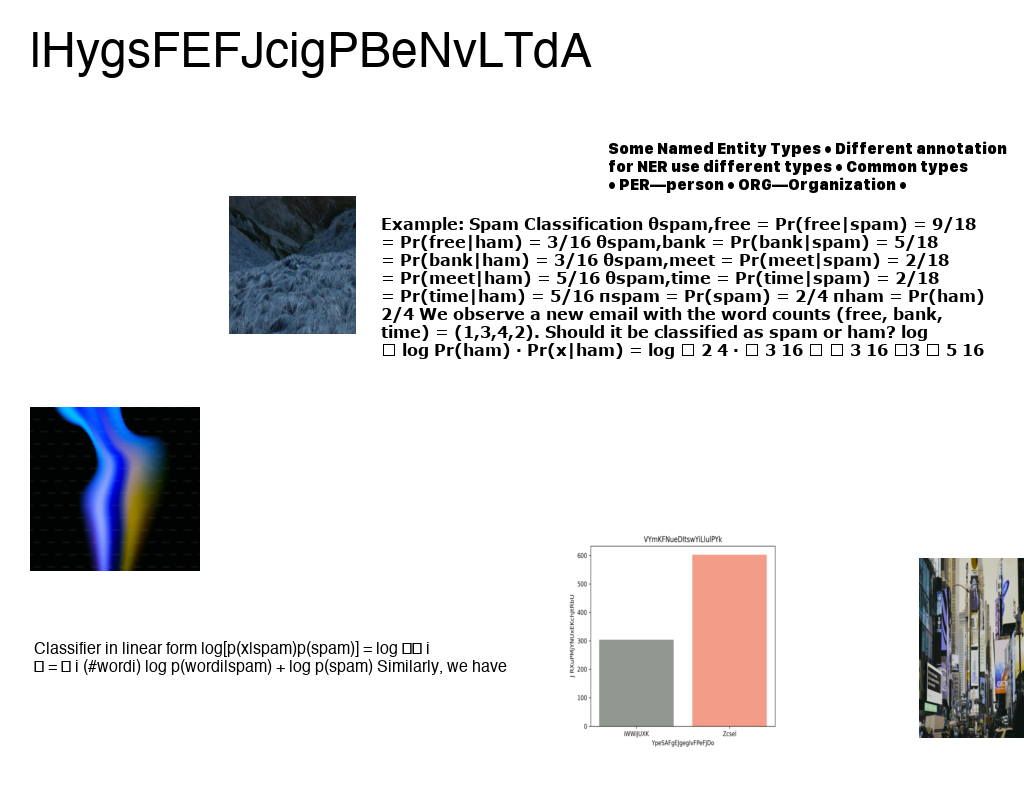 lHygsFEFJcigPBeNvLTdA
Some Named Entity Types • Different annotation
for NER use different types • Common types
• PER—person • ORG—Organization •
Example: Spam Classification θspam,free = Pr(free|spam) = 9/18
= Pr(free|ham) = 3/16 θspam,bank = Pr(bank|spam) = 5/18
= Pr(bank|ham) = 3/16 θspam,meet = Pr(meet|spam) = 2/18
= Pr(meet|ham) = 5/16 θspam,time = Pr(time|spam) = 2/18
= Pr(time|ham) = 5/16 πspam = Pr(spam) = 2/4 πham = Pr(ham)
2/4 We observe a new email with the word counts (free, bank,
time) = (1,3,4,2). Should it be classified as spam or ham? log
□ log Pr(ham) · Pr(x|ham) = log □ 2 4 · □ 3 16 □ □ 3 16 □3 □ 5 16
VYmKFNueDItswYiLlulPYk
600
500
400
300
200
100
0
Zcsel
Classifier in linear form log[p(x|spam)p(spam)] = log □□ i
□ = □ i (#wordi) log p(wordi|spam) + log p(spam) Similarly, we have